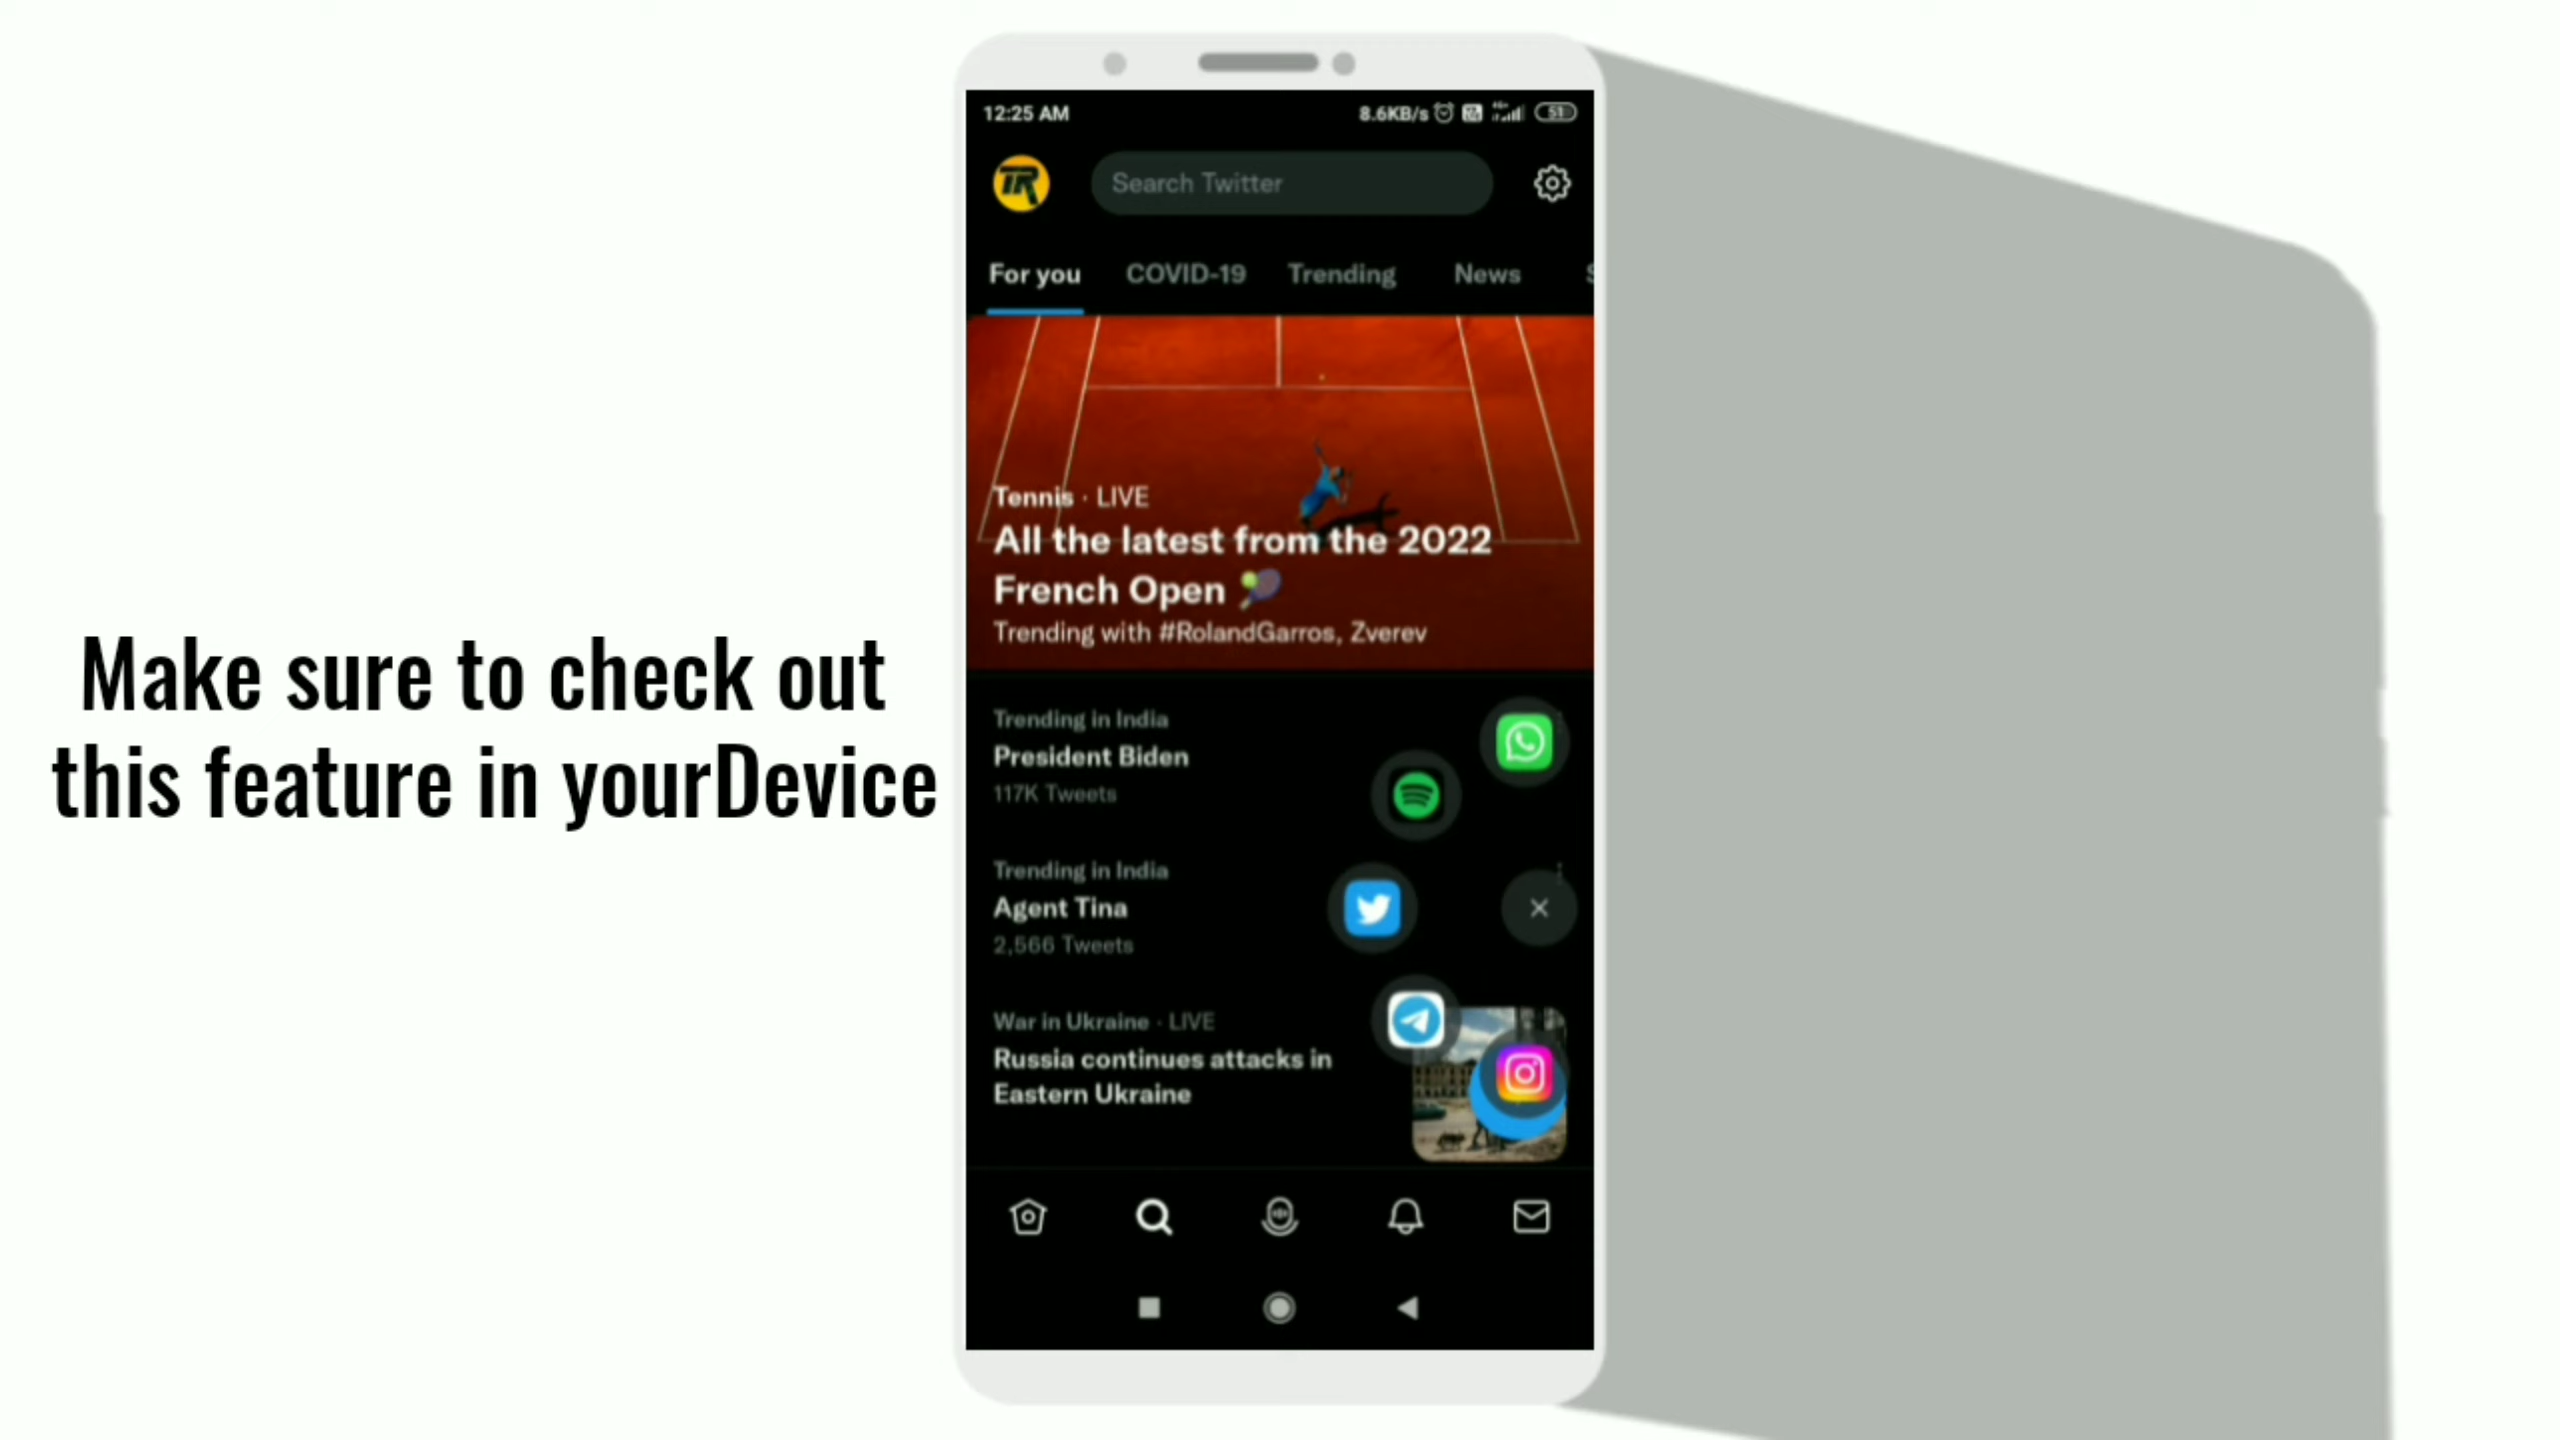 Make sure to check out
this feature in yourDevice
12:25 AM
8.6KB/s
51
TR
Search Twitter
For you
COVID-19
Trending
News
Tennis · LIVE
All the latest from the 2022
French Open 🎾
Trending with #RolandGarros, Zverev
Trending in India
President Biden
117K Tweets
Trending in India
Agent Tina
2,566 Tweets
War in Ukraine · LIVE
Russia continues attacks in
Eastern Ukraine